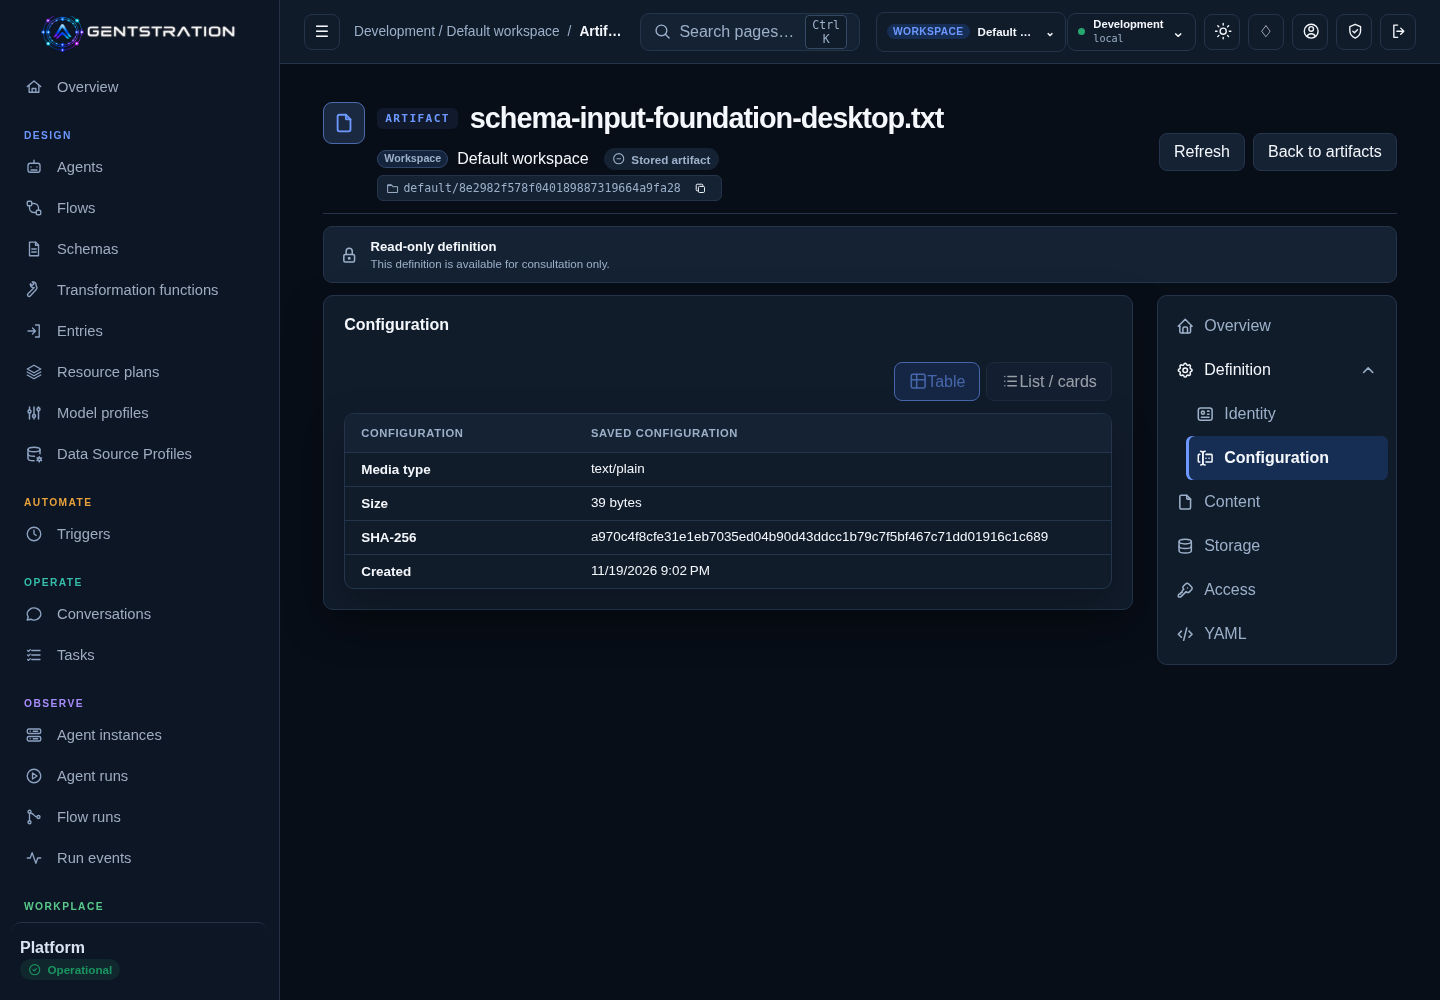 GENTSTRATION
☰
Development / Default workspace / Artif…
Search pages…
Ctrl K
WORKSPACE Default …
Development
local
Overview
DESIGN
Agents
Flows
Schemas
Transformation functions
Entries
Resource plans
Model profiles
Data Source Profiles
AUTOMATE
Triggers
OPERATE
Conversations
Tasks
OBSERVE
Agent instances
Agent runs
Flow runs
Run events
WORKPLACE
Platform
Operational
ARTIFACT schema-input-foundation-desktop.txt
Workspace Default workspace Stored artifact
default/8e2982f578f040189887319664a9fa28
Refresh
Back to artifacts
Read-only definition
This definition is available for consultation only.
Configuration
Table
List / cards
CONFIGURATION SAVED CONFIGURATION
Media type text/plain
Size 39 bytes
SHA-256 a970c4f8cfe31e1eb7035ed04b90d43ddcc1b79c7f5bf467c71dd01916c1c689
Created 11/19/2026 9:02 PM
Overview
Definition
Identity
Configuration
Content
Storage
Access
YAML